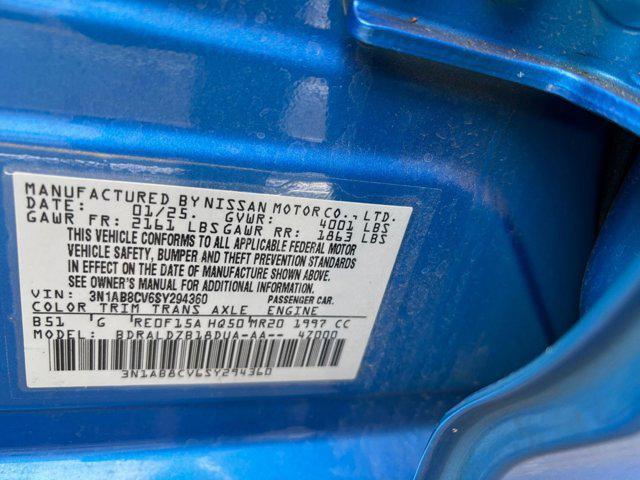 MANUFACTURED BY NISSAN MOTOR CO., LTD.
DATE: 01/25. GVWR: 4001 LBS
GAWR FR: 2161 LBS GAWR RR: 1863 LBS
THIS VEHICLE CONFORMS TO ALL APPLICABLE FEDERAL MOTOR
VEHICLE SAFETY, BUMPER AND THEFT PREVENTION STANDARDS
IN EFFECT ON THE DATE OF MANUFACTURE SHOWN ABOVE.
SEE OWNER'S MANUAL FOR ADDITIONAL INFORMATION.
VIN: 3N1AB8CV6SY294360 PASSENGER CAR.
COLOR TRIM TRANS AXLE ENGINE
B51 G RE0F15A HQ50 MR20 1997 CC
MODEL: BDRALDZB18DUA-AA-- 4Z000
3N1AB8CV6SY294360